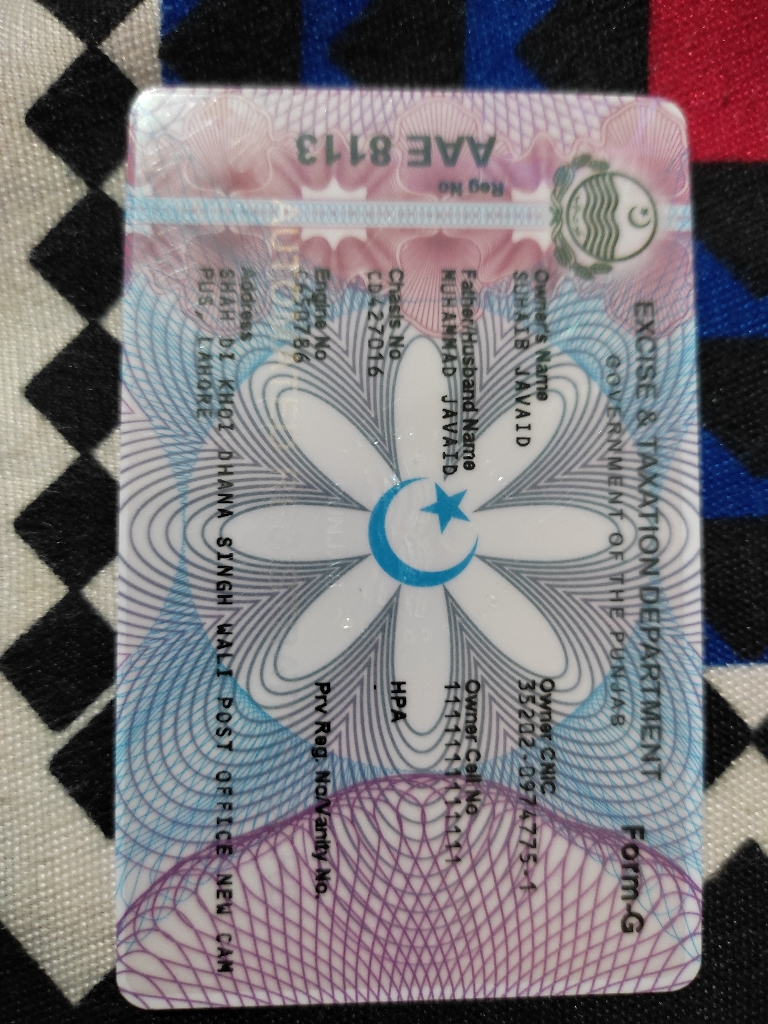 EXCISE & TAXATION DEPARTMENT
GOVERNMENT OF THE PUNJAB
Form-G
Reg No
AAE 8113
Owner's Name
SUHAIB JAVAID
Owner CNIC
35202-0974775-1
Father/Husband Name
MUHAMMAD JAVAID
Owner Cell No
Chasis No
CD427016
HPA
-
Engine No
Prv Reg. No/Vanity No.
Address
SHAH DI KHOI DHANA SINGH WALI POST OFFICE NEW CAM
PUS, LAHORE